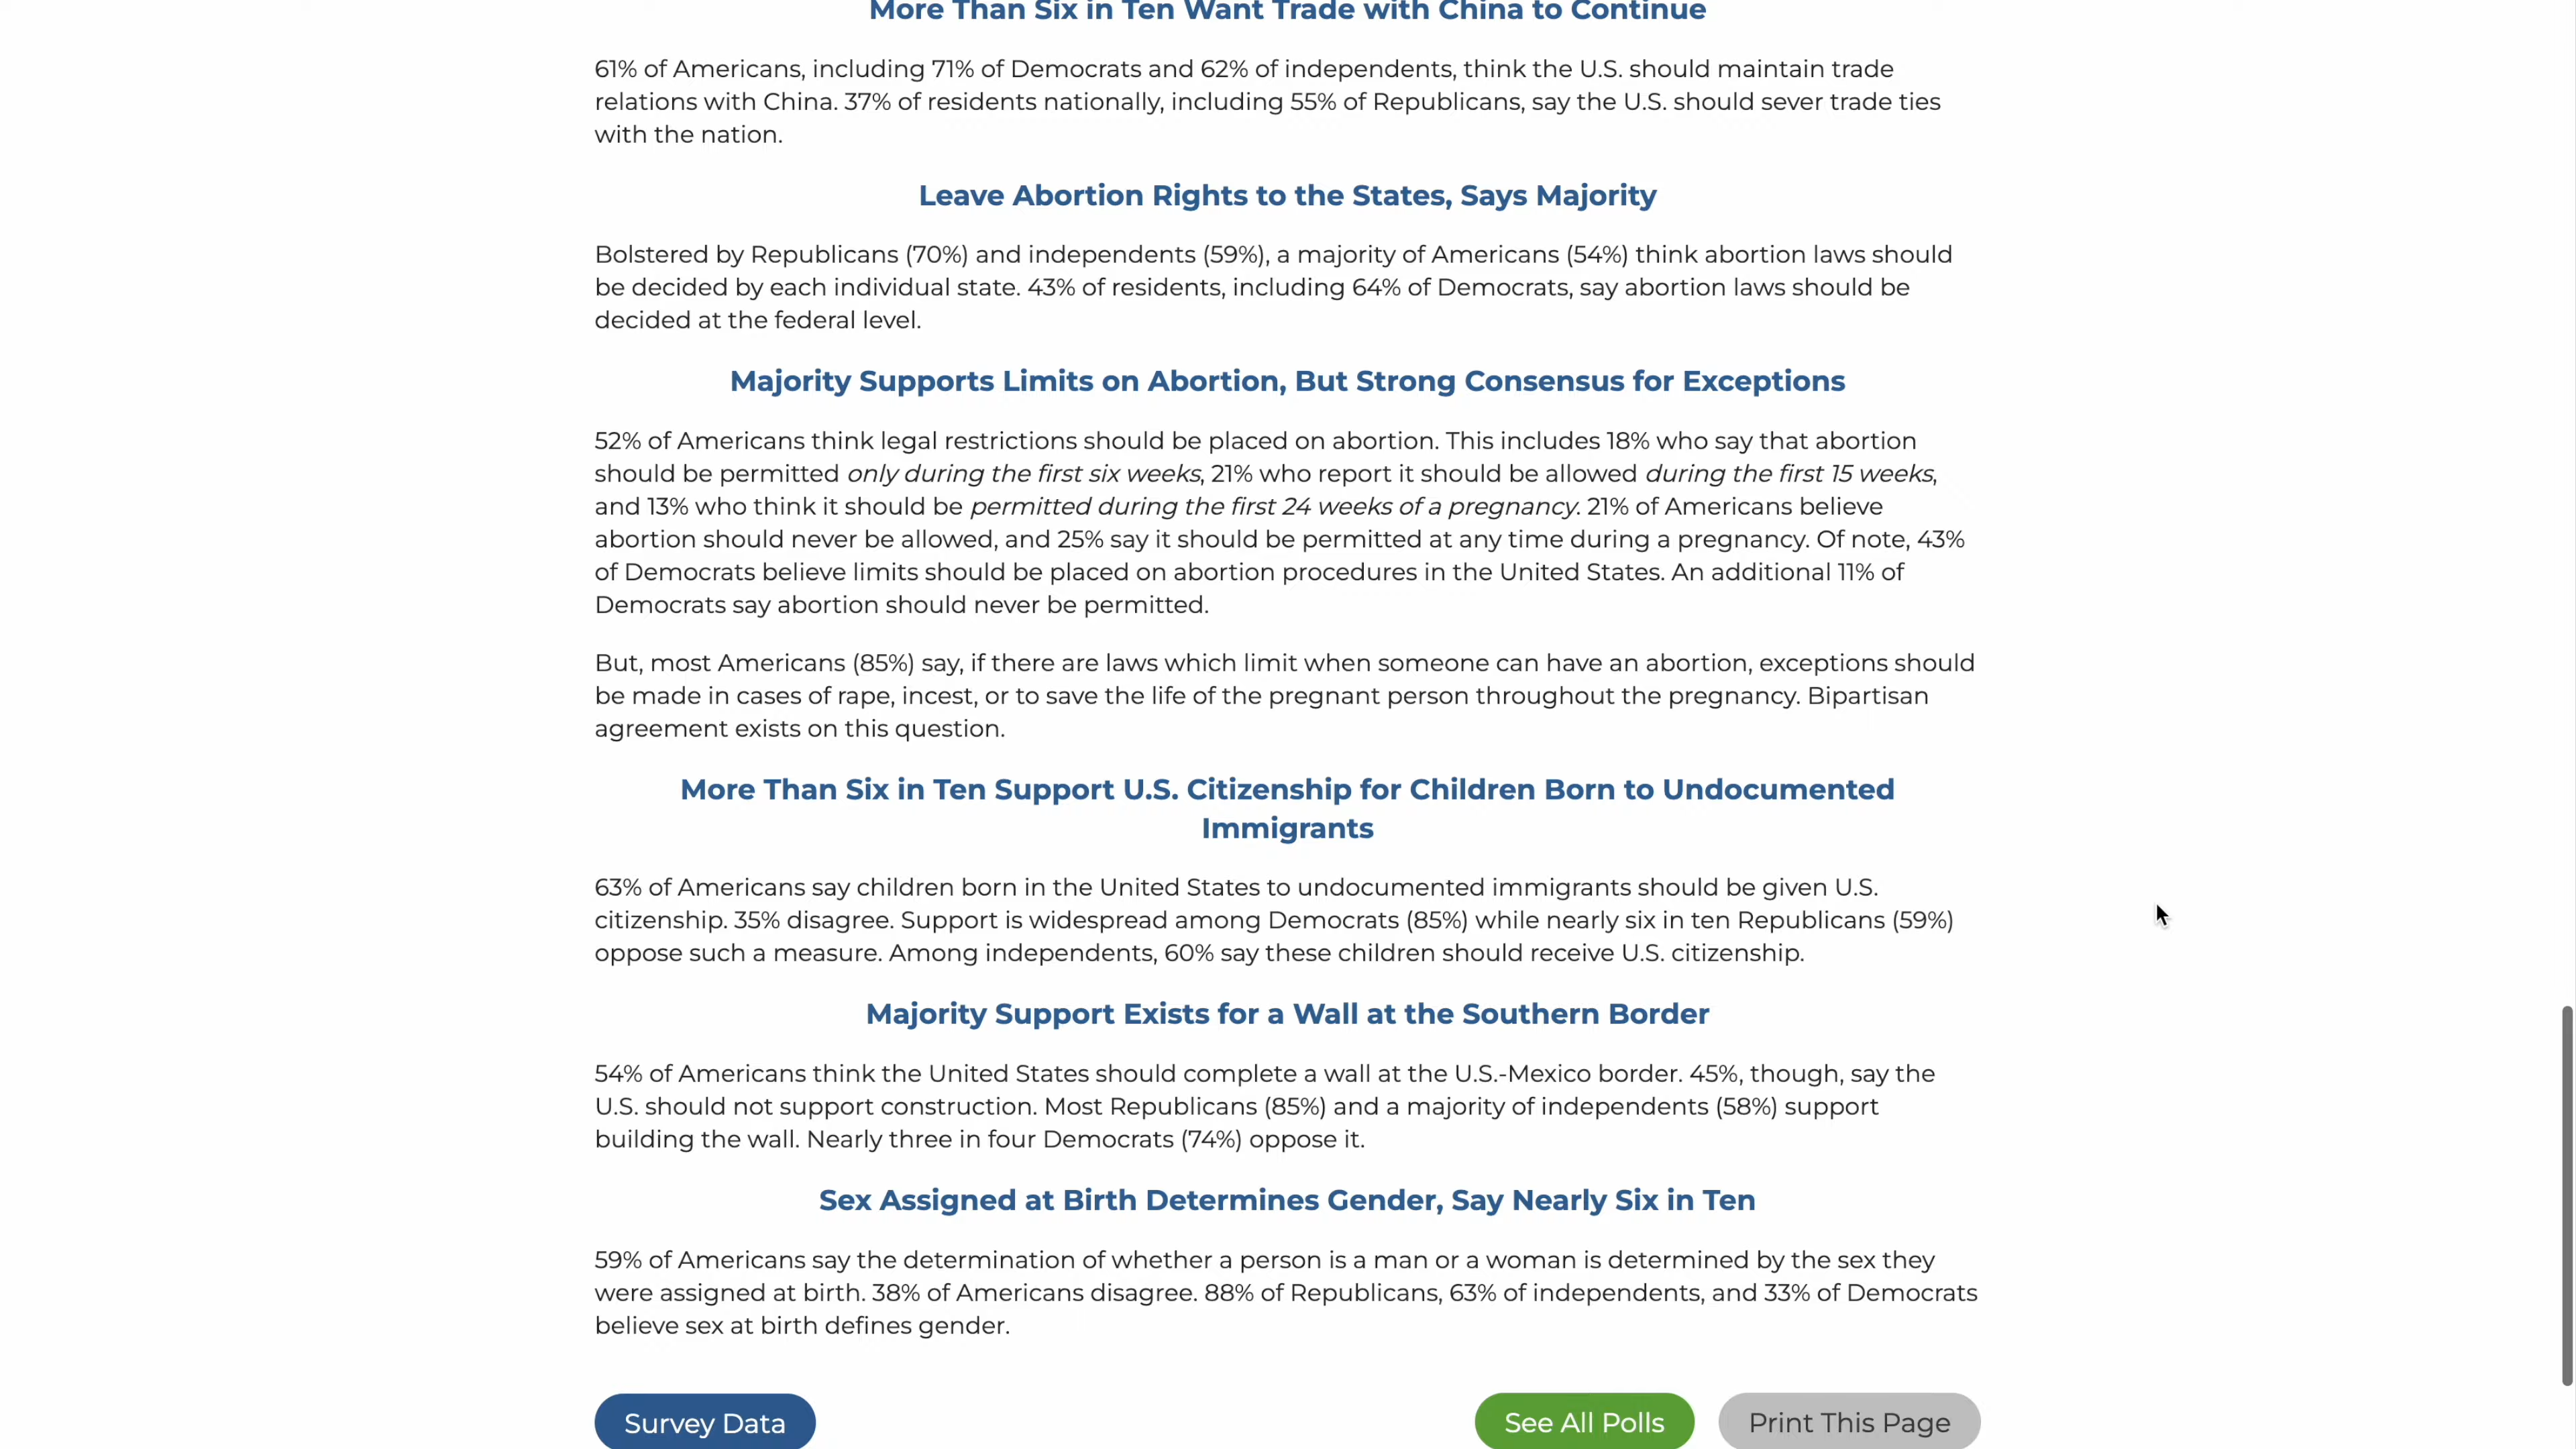 More Than Six in Ten Want Trade with China to Continue
61% of Americans, including 71% of Democrats and 62% of independents, think the U.S. should maintain trade
relations with China. 37% of residents nationally, including 55% of Republicans, say the U.S. should sever trade ties
with the nation.
Leave Abortion Rights to the States, Says Majority
Bolstered by Republicans (70%) and independents (59%), a majority of Americans (54%) think abortion laws should
be decided by each individual state. 43% of residents, including 64% of Democrats, say abortion laws should be
decided at the federal level.
Majority Supports Limits on Abortion, But Strong Consensus for Exceptions
52% of Americans think legal restrictions should be placed on abortion. This includes 18% who say that abortion
should be permitted only during the first six weeks, 21% who report it should be allowed during the first 15 weeks,
and 13% who think it should be permitted during the first 24 weeks of a pregnancy. 21% of Americans believe
abortion should never be allowed, and 25% say it should be permitted at any time during a pregnancy. Of note, 43%
of Democrats believe limits should be placed on abortion procedures in the United States. An additional 11% of
Democrats say abortion should never be permitted.
But, most Americans (85%) say, if there are laws which limit when someone can have an abortion, exceptions should
be made in cases of rape, incest, or to save the life of the pregnant person throughout the pregnancy. Bipartisan
agreement exists on this question.
More Than Six in Ten Support U.S. Citizenship for Children Born to Undocumented
Immigrants
63% of Americans say children born in the United States to undocumented immigrants should be given U.S.
citizenship. 35% disagree. Support is widespread among Democrats (85%) while nearly six in ten Republicans (59%)
oppose such a measure. Among independents, 60% say these children should receive U.S. citizenship.
Majority Support Exists for a Wall at the Southern Border
54% of Americans think the United States should complete a wall at the U.S.-Mexico border. 45%, though, say the
U.S. should not support construction. Most Republicans (85%) and a majority of independents (58%) support
building the wall. Nearly three in four Democrats (74%) oppose it.
Sex Assigned at Birth Determines Gender, Say Nearly Six in Ten
59% of Americans say the determination of whether a person is a man or a woman is determined by the sex they
were assigned at birth. 38% of Americans disagree. 88% of Republicans, 63% of independents, and 33% of Democrats
believe sex at birth defines gender.
Survey Data
See All Polls
Print This Page